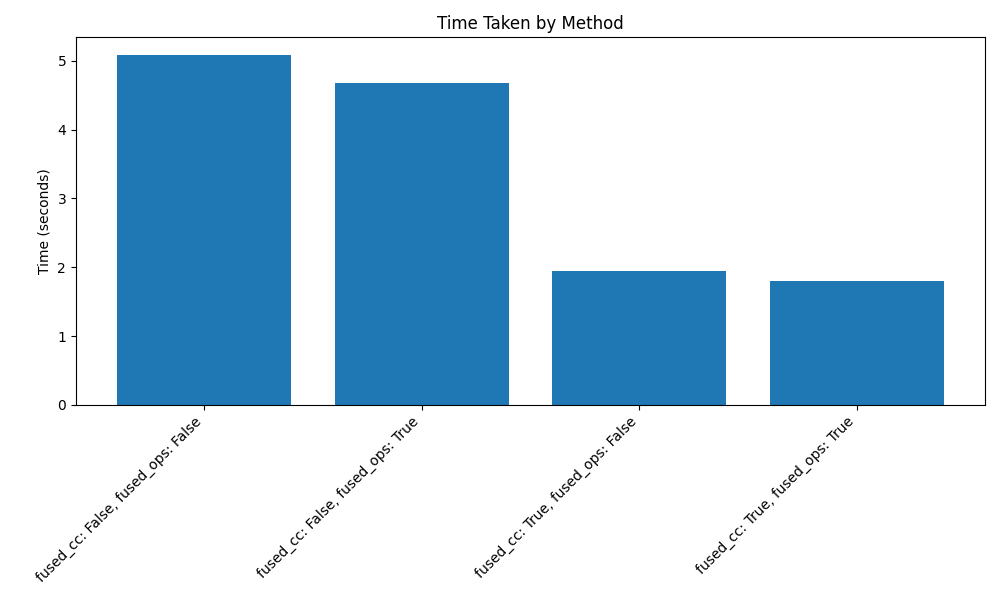 Time Taken by Method
Time (seconds)
5
4
3
2
1
0
fused_cc: False, fused_ops: False
fused_cc: False, fused_ops: True
fused_cc: True, fused_ops: False
fused_cc: True, fused_ops: True